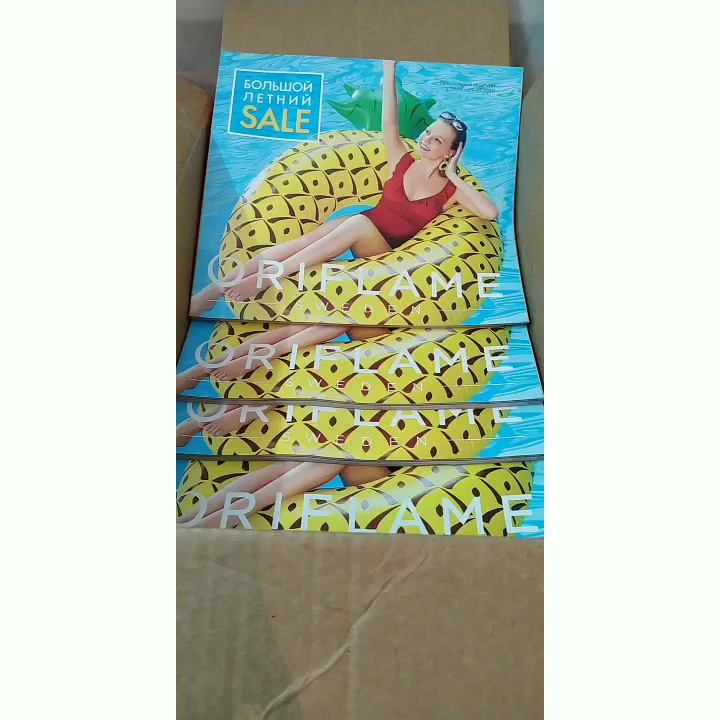 БОЛЬШОЙ
ЛЕТНИЙ
SALE
ORIFLAME
SWEDEN
ORIFLAME
SWEDEN
ORIFLAME
SWEDEN
ORIFLAME